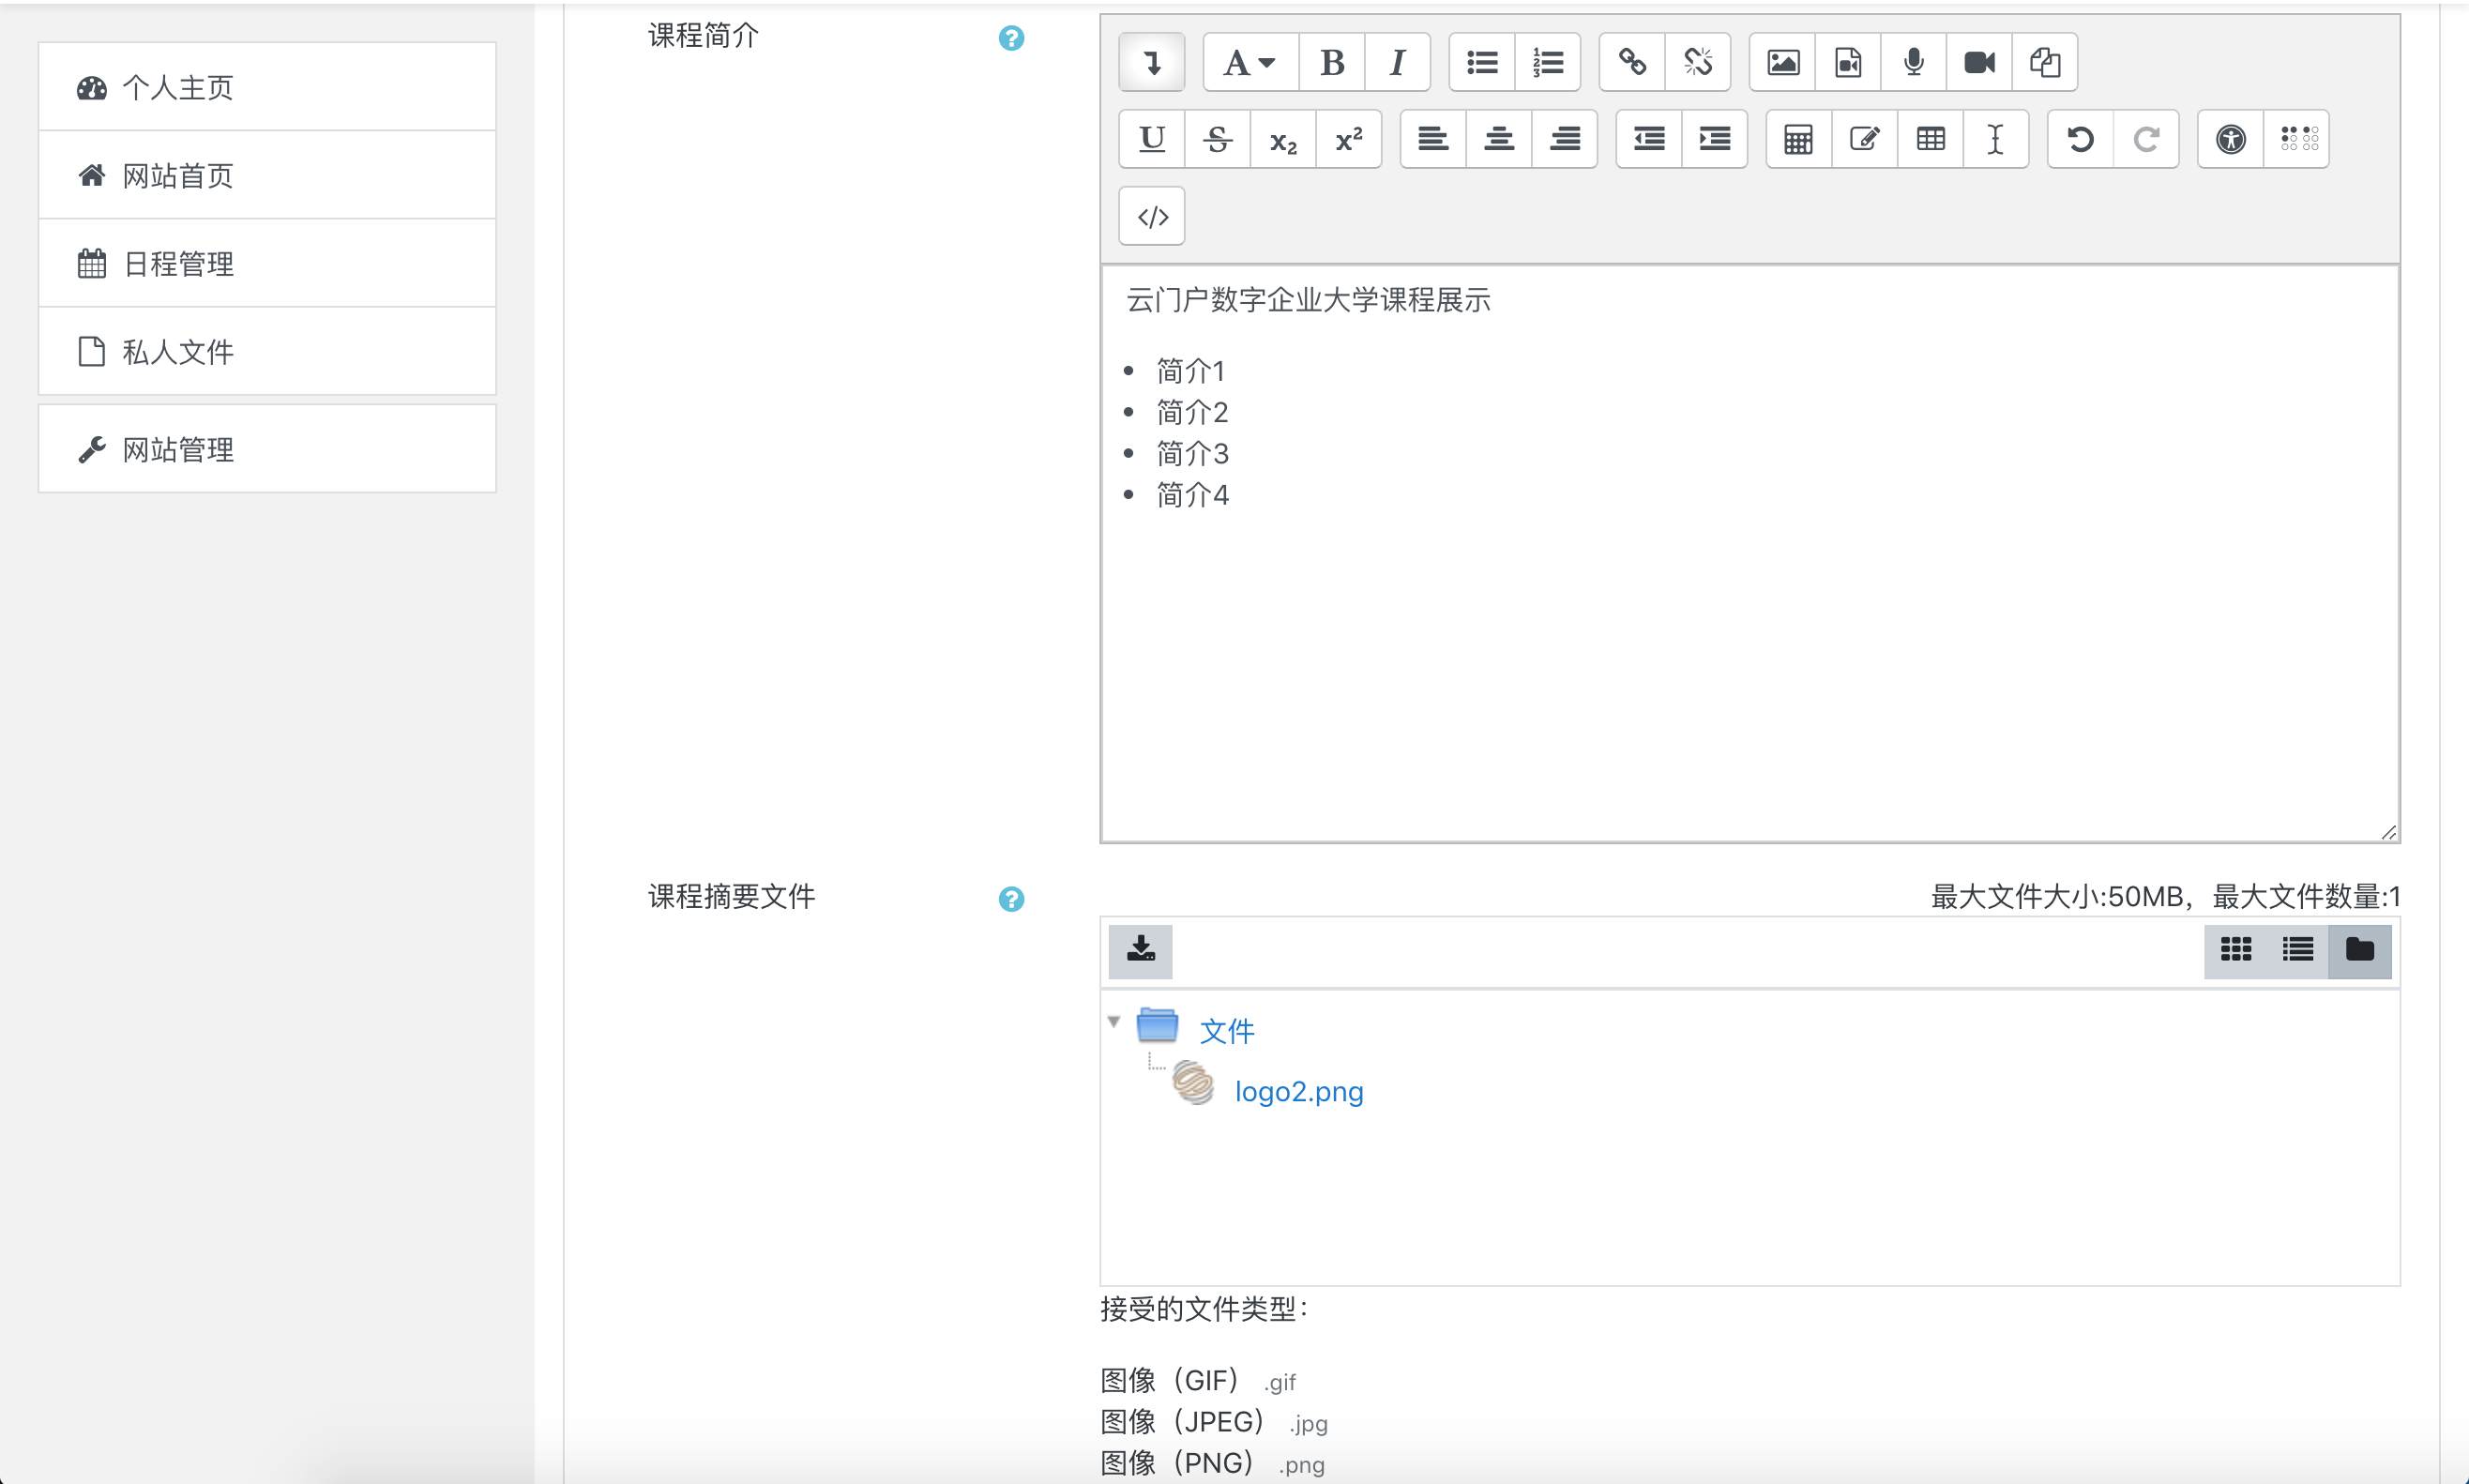 个人主页
网站首页
日程管理
私人文件
网站管理
课程简介
云门户数字企业大学课程展示
简介1
简介2
简介3
简介4
课程摘要文件
最大文件大小:50MB，最大文件数量:1
文件
logo2.png
接受的文件类型：
图像（GIF） .gif
图像（JPEG） .jpg
图像（PNG） .png